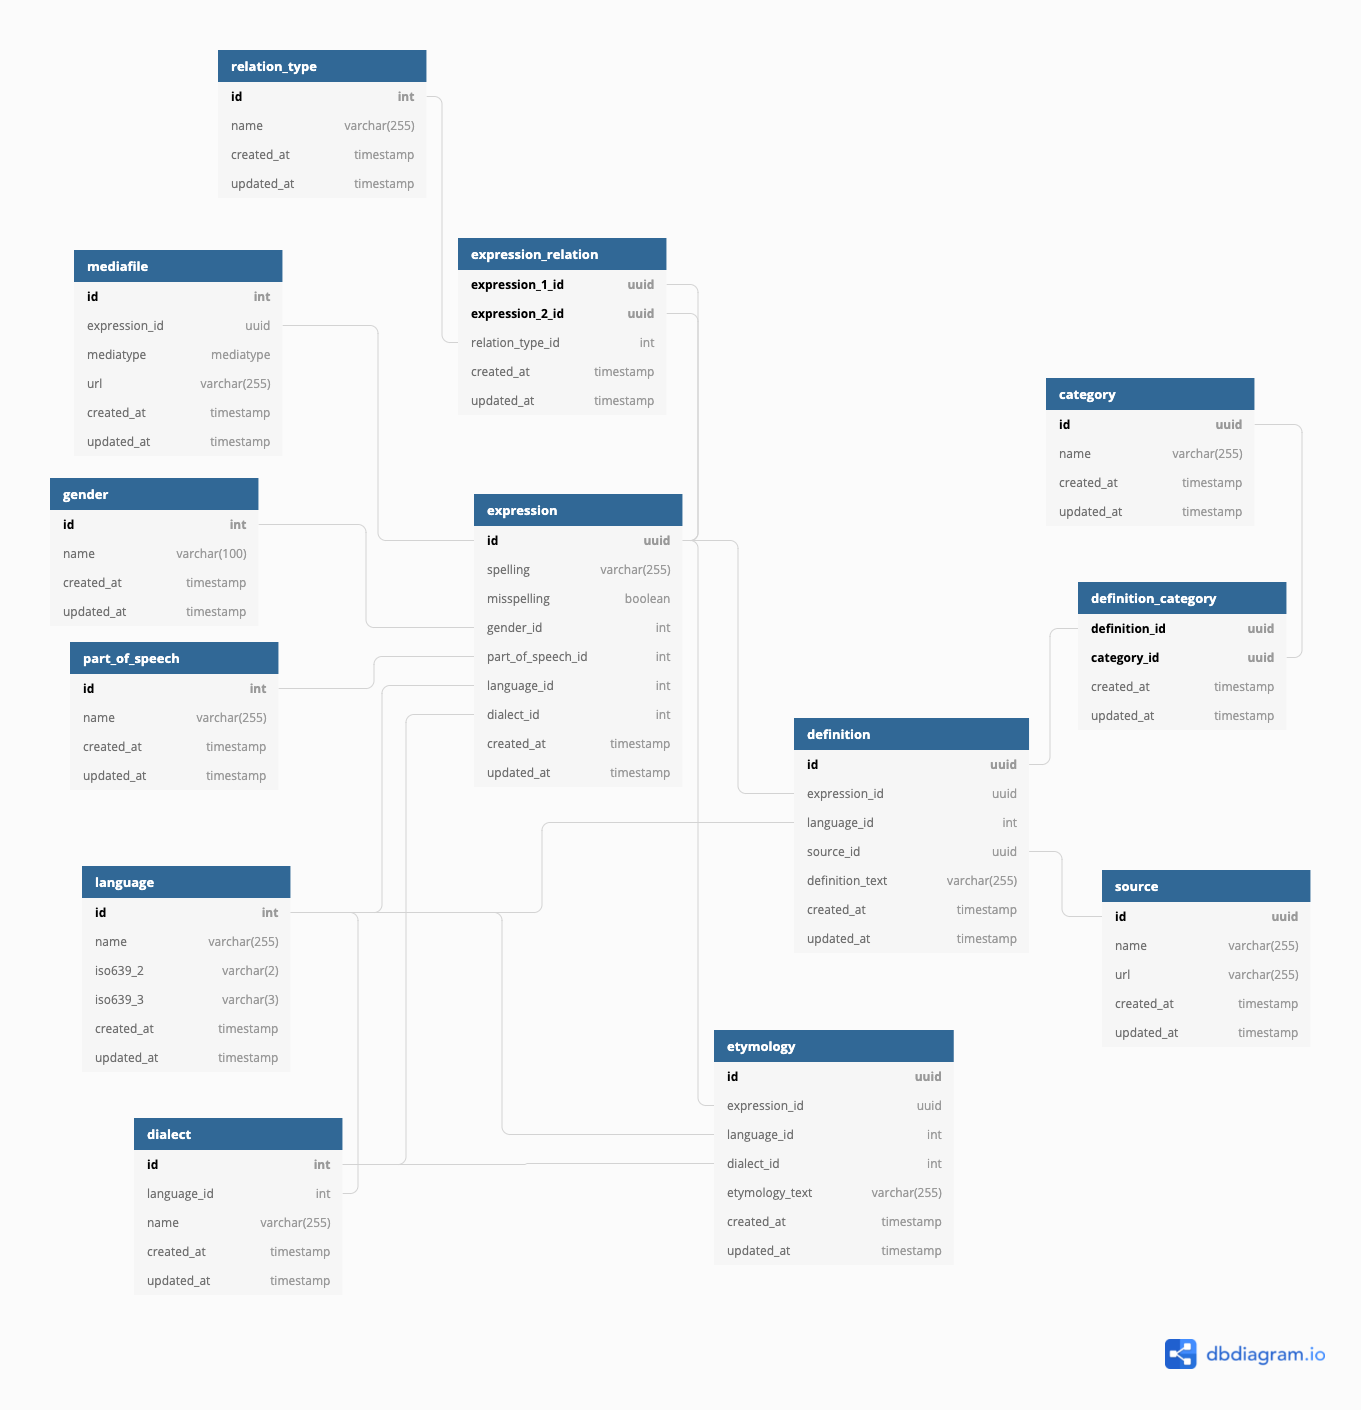 relation_type
id int
name varchar(255)
created_at timestamp
updated_at timestamp
expression_relation
expression_1_id uuid
expression_2_id uuid
relation_type_id int
created_at timestamp
updated_at timestamp
mediafile
id int
expression_id uuid
mediatype mediatype
url varchar(255)
created_at timestamp
updated_at timestamp
category
id uuid
name varchar(255)
created_at timestamp
updated_at timestamp
gender
id int
name varchar(100)
created_at timestamp
updated_at timestamp
expression
id uuid
spelling varchar(255)
misspelling boolean
gender_id int
part_of_speech_id int
language_id int
dialect_id int
created_at timestamp
updated_at timestamp
definition_category
definition_id uuid
category_id uuid
created_at timestamp
updated_at timestamp
part_of_speech
id int
name varchar(255)
created_at timestamp
updated_at timestamp
definition
id uuid
expression_id uuid
language_id int
source_id uuid
definition_text varchar(255)
created_at timestamp
updated_at timestamp
language
id int
name varchar(255)
iso639_2 varchar(2)
iso639_3 varchar(3)
created_at timestamp
updated_at timestamp
source
id uuid
name varchar(255)
url varchar(255)
created_at timestamp
updated_at timestamp
etymology
id uuid
expression_id uuid
language_id int
dialect_id int
etymology_text varchar(255)
created_at timestamp
updated_at timestamp
dialect
id int
language_id int
name varchar(255)
created_at timestamp
updated_at timestamp
dbdiagram.io